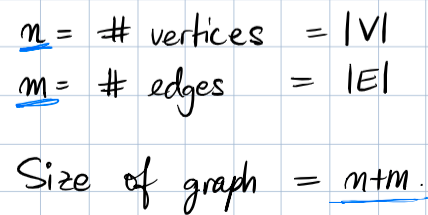 n = # vertices = |V|
m = # edges = |E|
Size of graph = n+m.